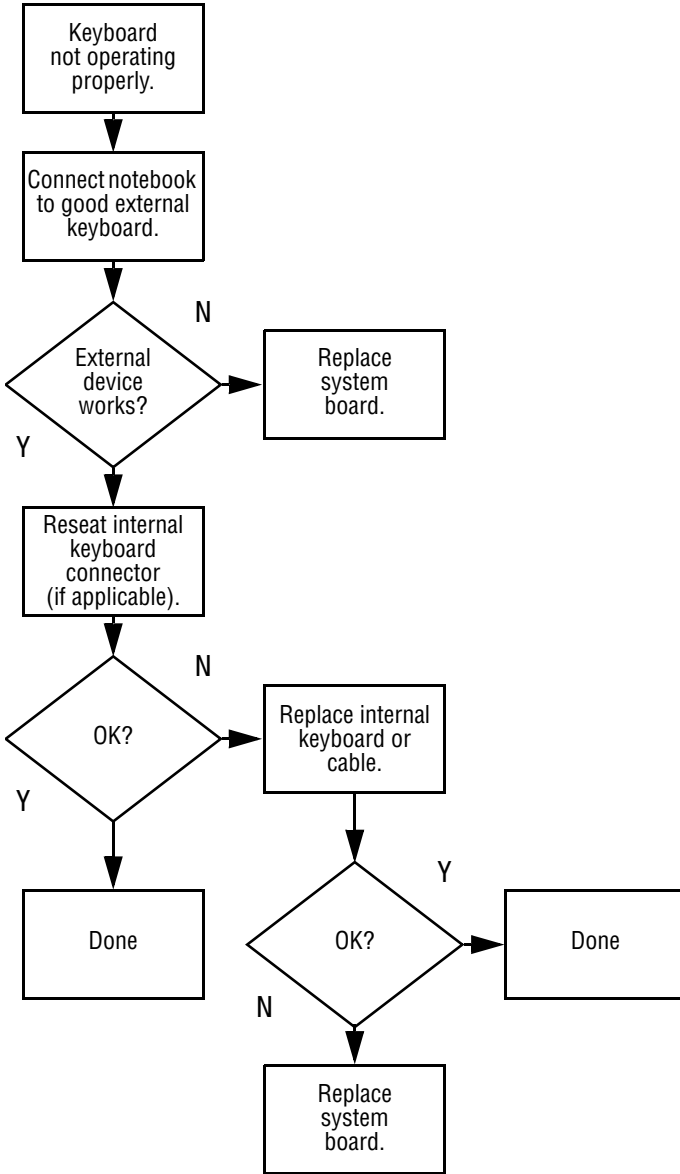 Keyboard
not operating
properly.
Connect notebook
to good external
keyboard.
N
External
device
works?
Replace
system
board.
Y
Reseat internal
keyboard
connector
(if applicable).
N
OK?
Replace internal
keyboard or
cable.
Y
Y
Done
OK?
Done
N
Replace
system
board.